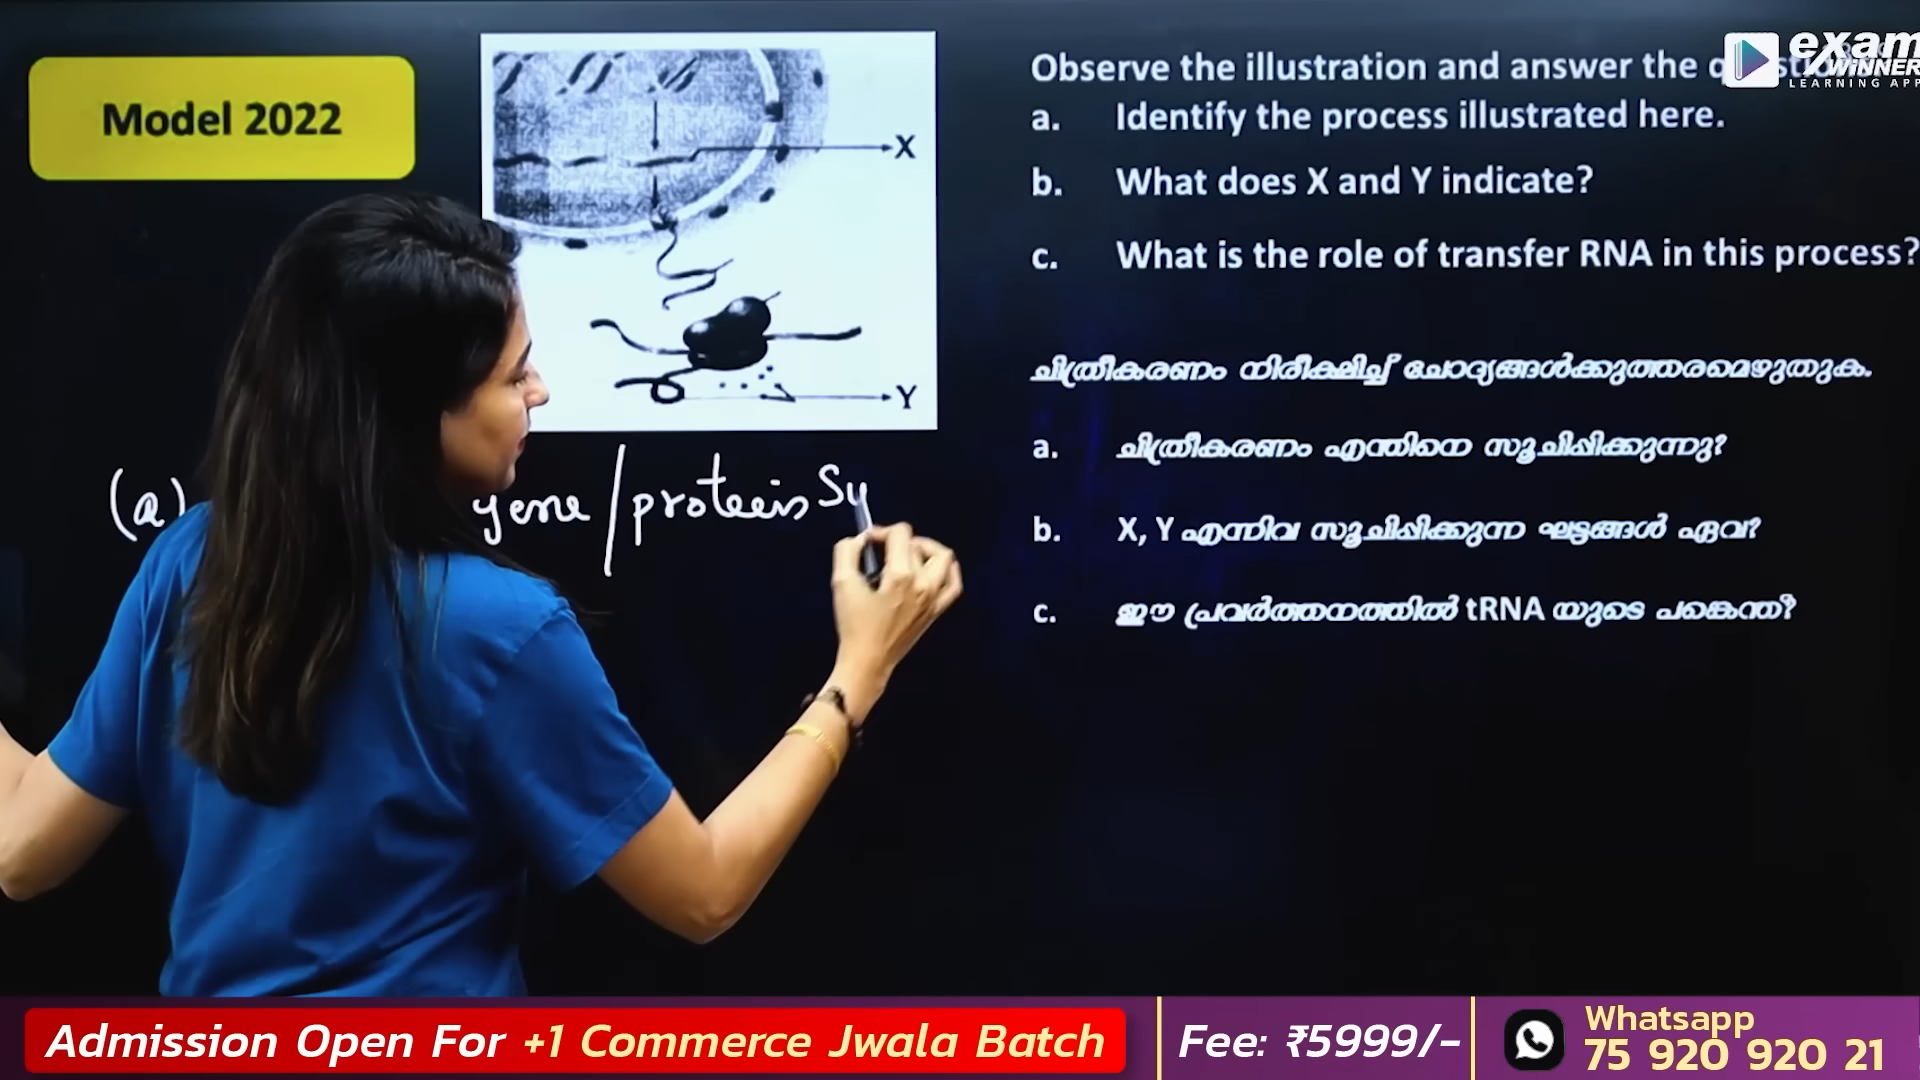 Model 2022
X
Y
exam
WINNER
LEARNING APP
Observe the illustration and answer the
a. Identify the process illustrated here.
b. What does X and Y indicate?
c. What is the role of transfer RNA in this process?
ചിത്രീകരണം നിരീക്ഷിച്ച് ചോദ്യങ്ങൾക്കുത്തരമെഴുതുക.
a. ചിത്രീകരണം എന്തിനെ സൂചിപ്പിക്കുന്നു?
b. X, Y എന്നിവ സൂചിപ്പിക്കുന്ന ഘട്ടങ്ങൾ ഏവ?
c. ഈ പ്രവർത്തനത്തിൽ tRNA യുടെ പങ്കെന്ത്?
(a) gene / protein Sy
Admission Open For +1 Commerce Jwala Batch
Fee: ₹5999/-
Whatsapp
75 920 920 21